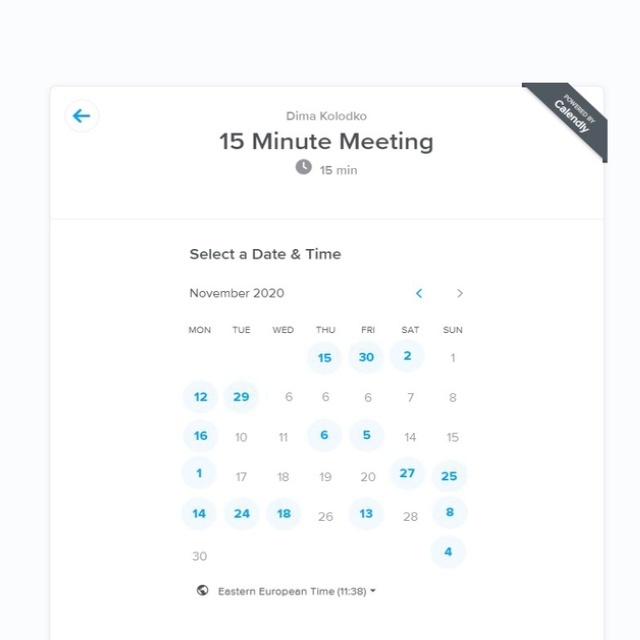 Dima Kolodko
POWERED BY
Calendly
15 Minute Meeting
15 min
Select a Date & Time
November 2020
MON TUE WED THU FRI SAT SUN
15 30 2 1
12 29 6 6 6 7 8
16 10 11 6 5 14 15
1 17 18 19 20 27 25
14 24 18 26 13 28 8
30 4
Eastern European Time (11:38)